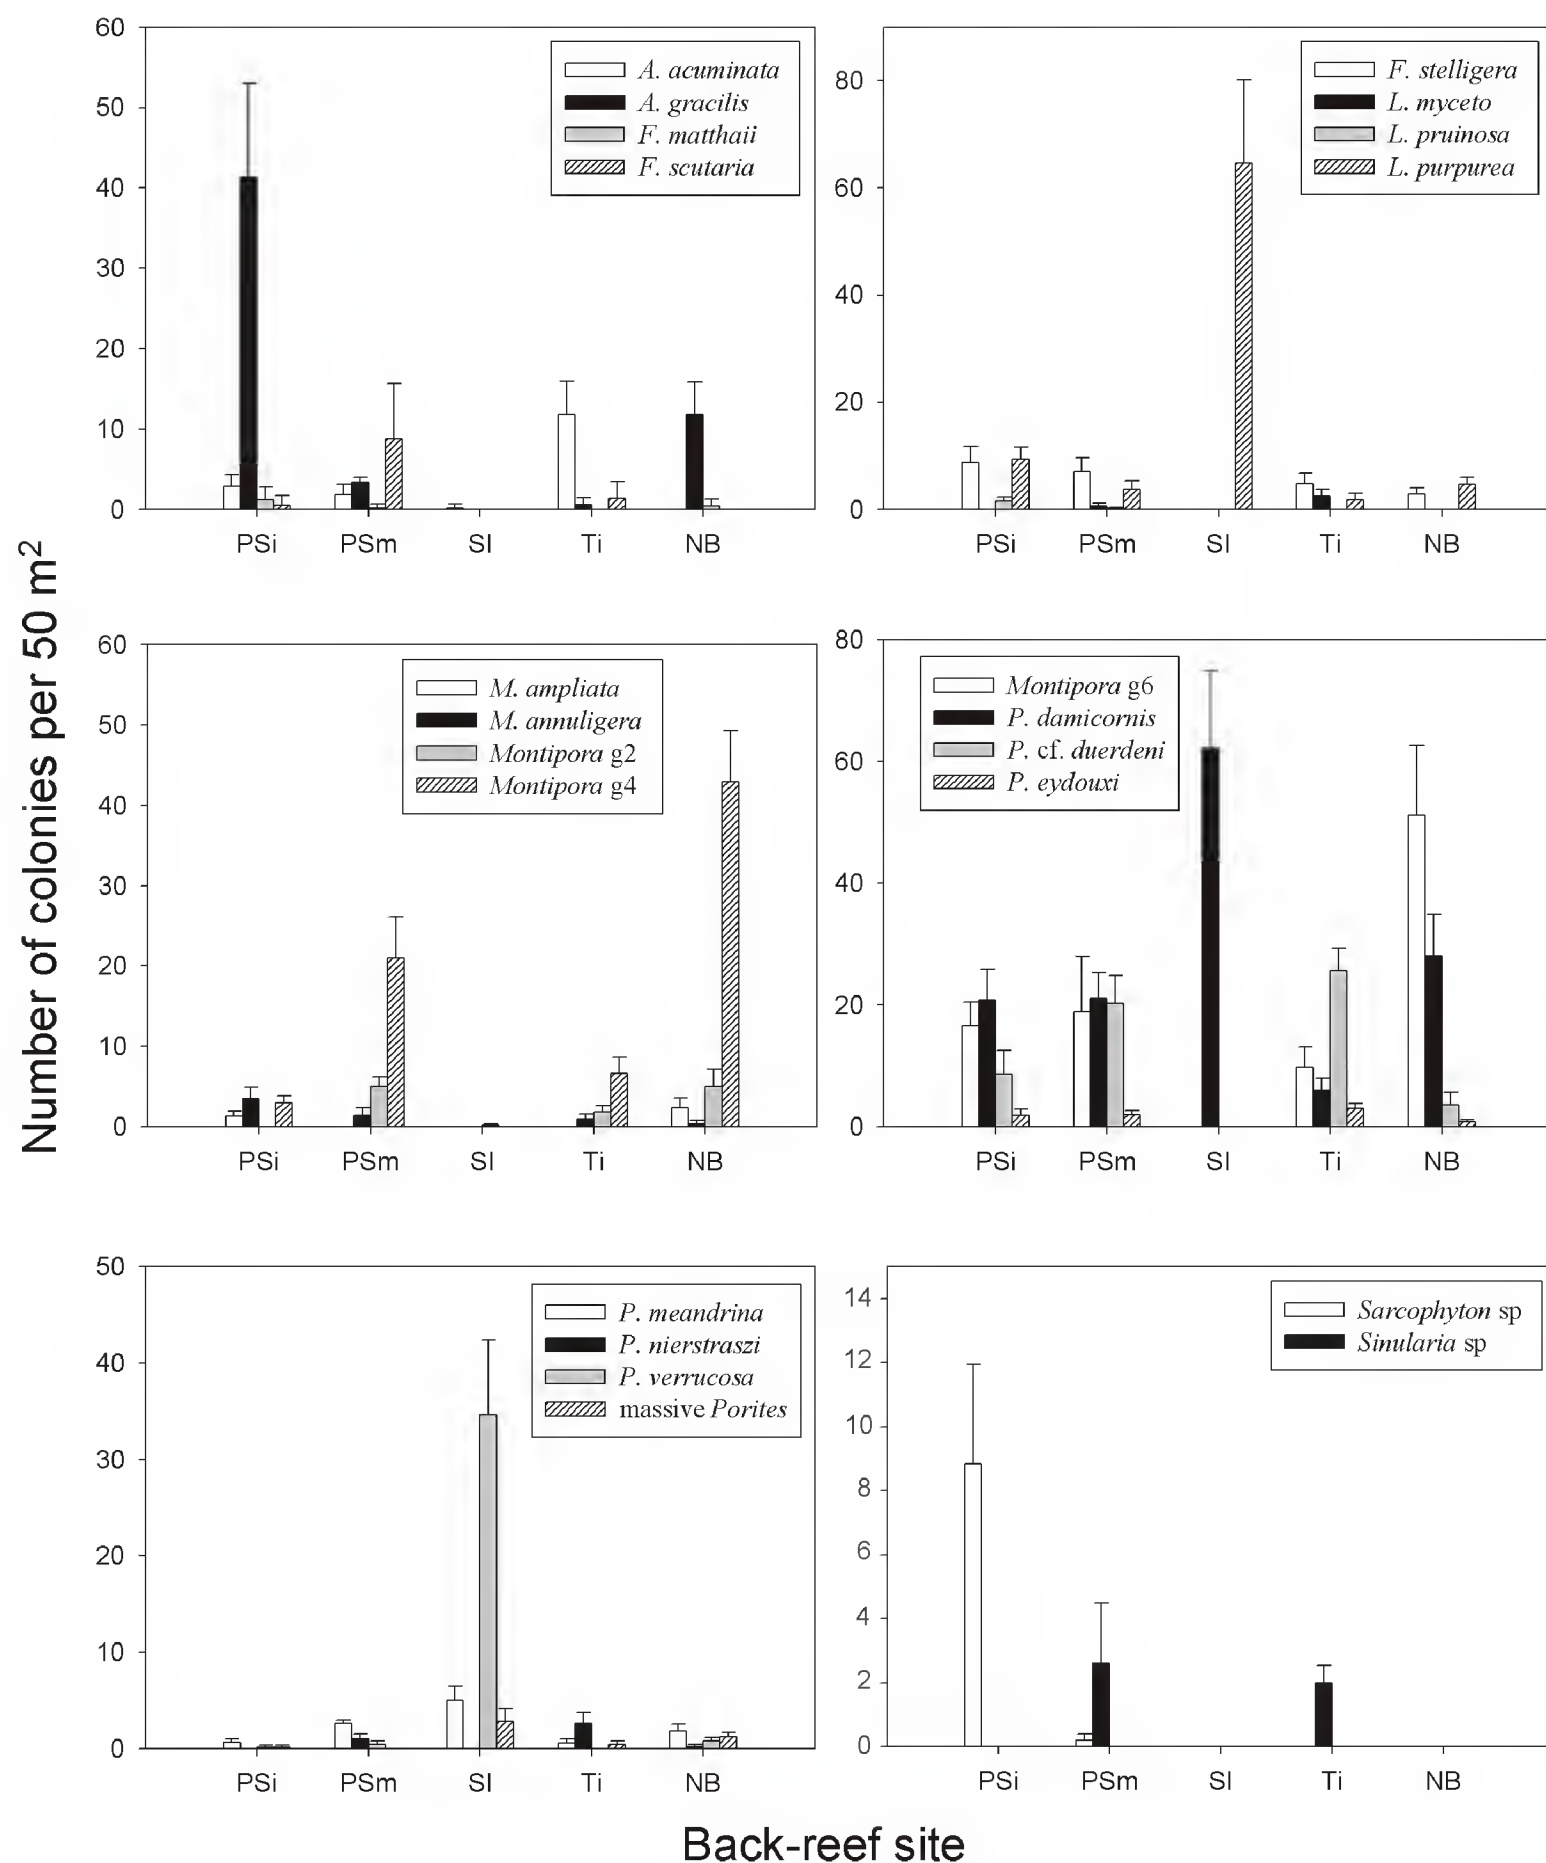 Number of colonies per 50 m²
60
50
40
30
20
10
0
A. acuminata
A. gracilis
F. matthaii
F. scutaria
PSi PSm SI Ti NB
80
60
40
20
0
F. stelligera
L. myceto
L. pruinosa
L. purpurea
PSi PSm SI Ti NB
60
50
40
30
20
10
0
M. ampliata
M. annuligera
Montipora g2
Montipora g4
PSi PSm SI Ti NB
80
60
40
20
0
Montipora g6
P. damicornis
P. cf. duerdeni
P. eydouxi
PSi PSm SI Ti NB
50
40
30
20
10
0
P. meandrina
P. nierstraszi
P. verrucosa
massive Porites
PSi PSm SI Ti NB
14
12
10
8
6
4
2
0
Sarcophyton sp
Sinularia sp
PSi PSm SI Ti NB
Back-reef site